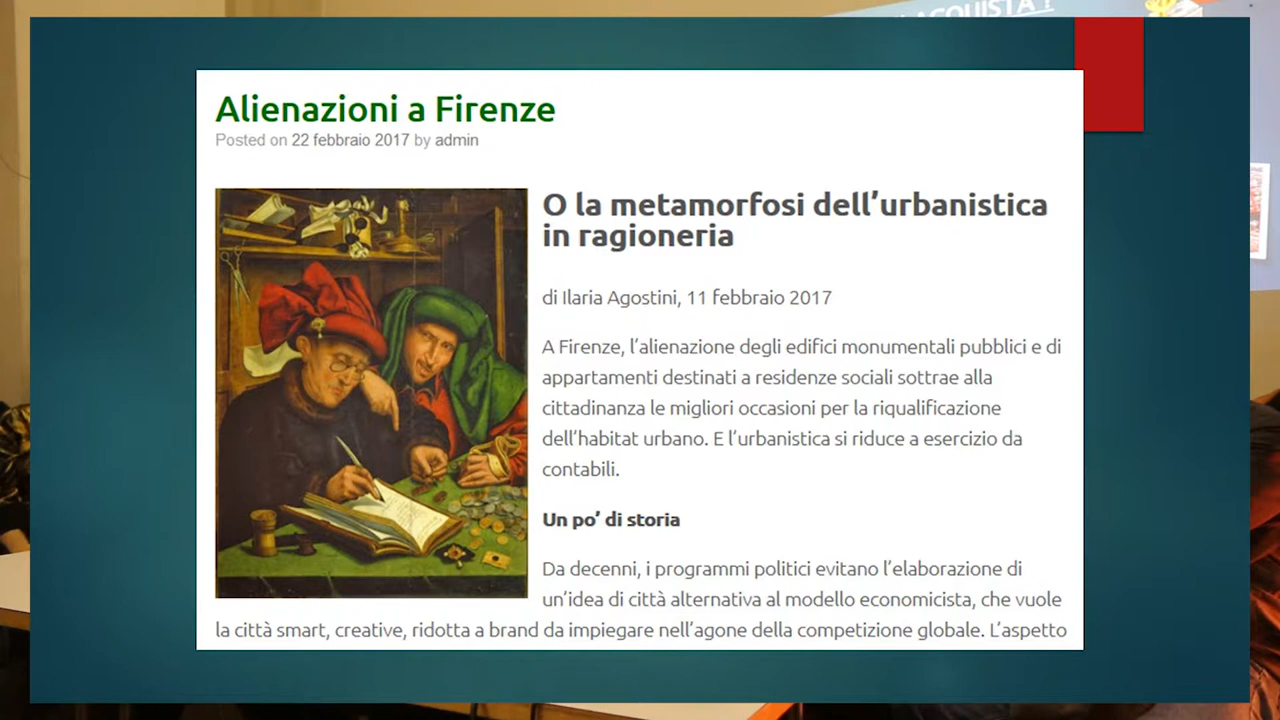 ACQUISTA ?
Alienazioni a Firenze
Posted on 22 febbraio 2017 by admin
O la metamorfosi dell’urbanistica
in ragioneria
di Ilaria Agostini, 11 febbraio 2017
A Firenze, l’alienazione degli edifici monumentali pubblici e di
appartamenti destinati a residenze sociali sottrae alla
cittadinanza le migliori occasioni per la riqualificazione
dell’habitat urbano. E l’urbanistica si riduce a esercizio da
contabili.
Un po’ di storia
Da decenni, i programmi politici evitano l’elaborazione di
un’idea di città alternativa al modello economicista, che vuole
la città smart, creative, ridotta a brand da impiegare nell’agone della competizione globale. L’aspetto